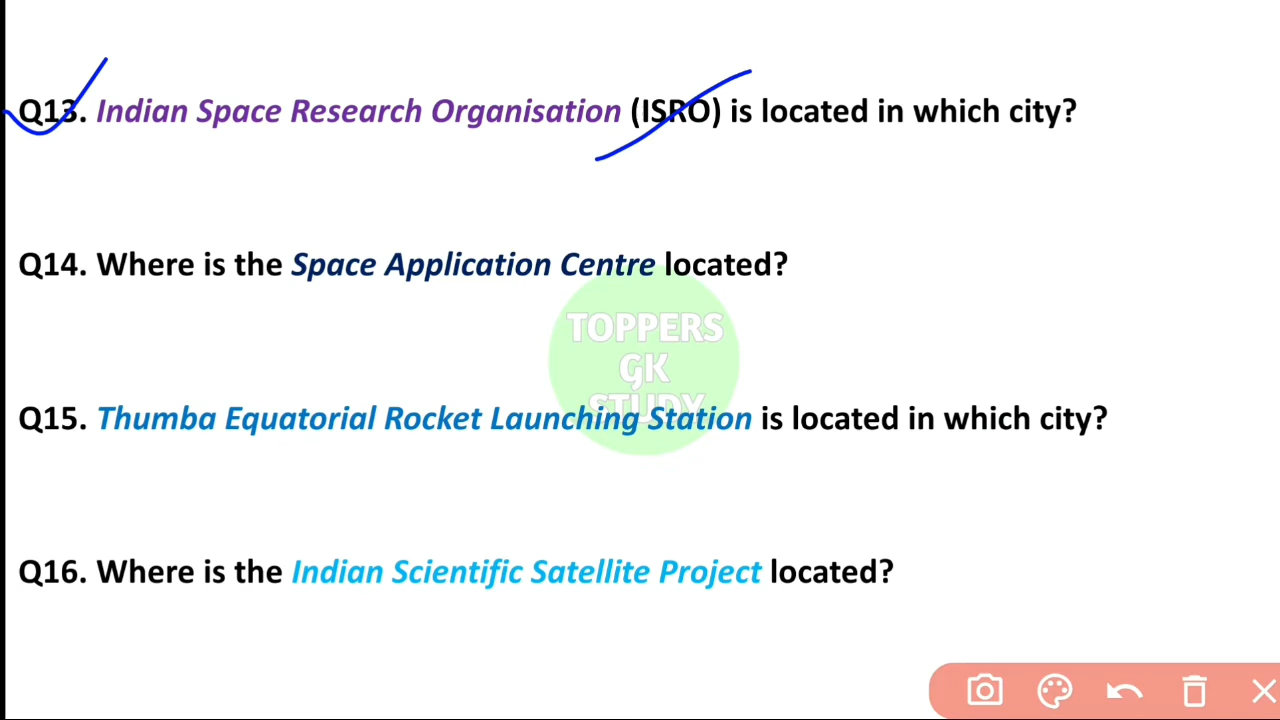 Q13. Indian Space Research Organisation (ISRO) is located in which city?
Q14. Where is the Space Application Centre located?
TOPPERS
GK
STUDY
Q15. Thumba Equatorial Rocket Launching Station is located in which city?
Q16. Where is the Indian Scientific Satellite Project located?